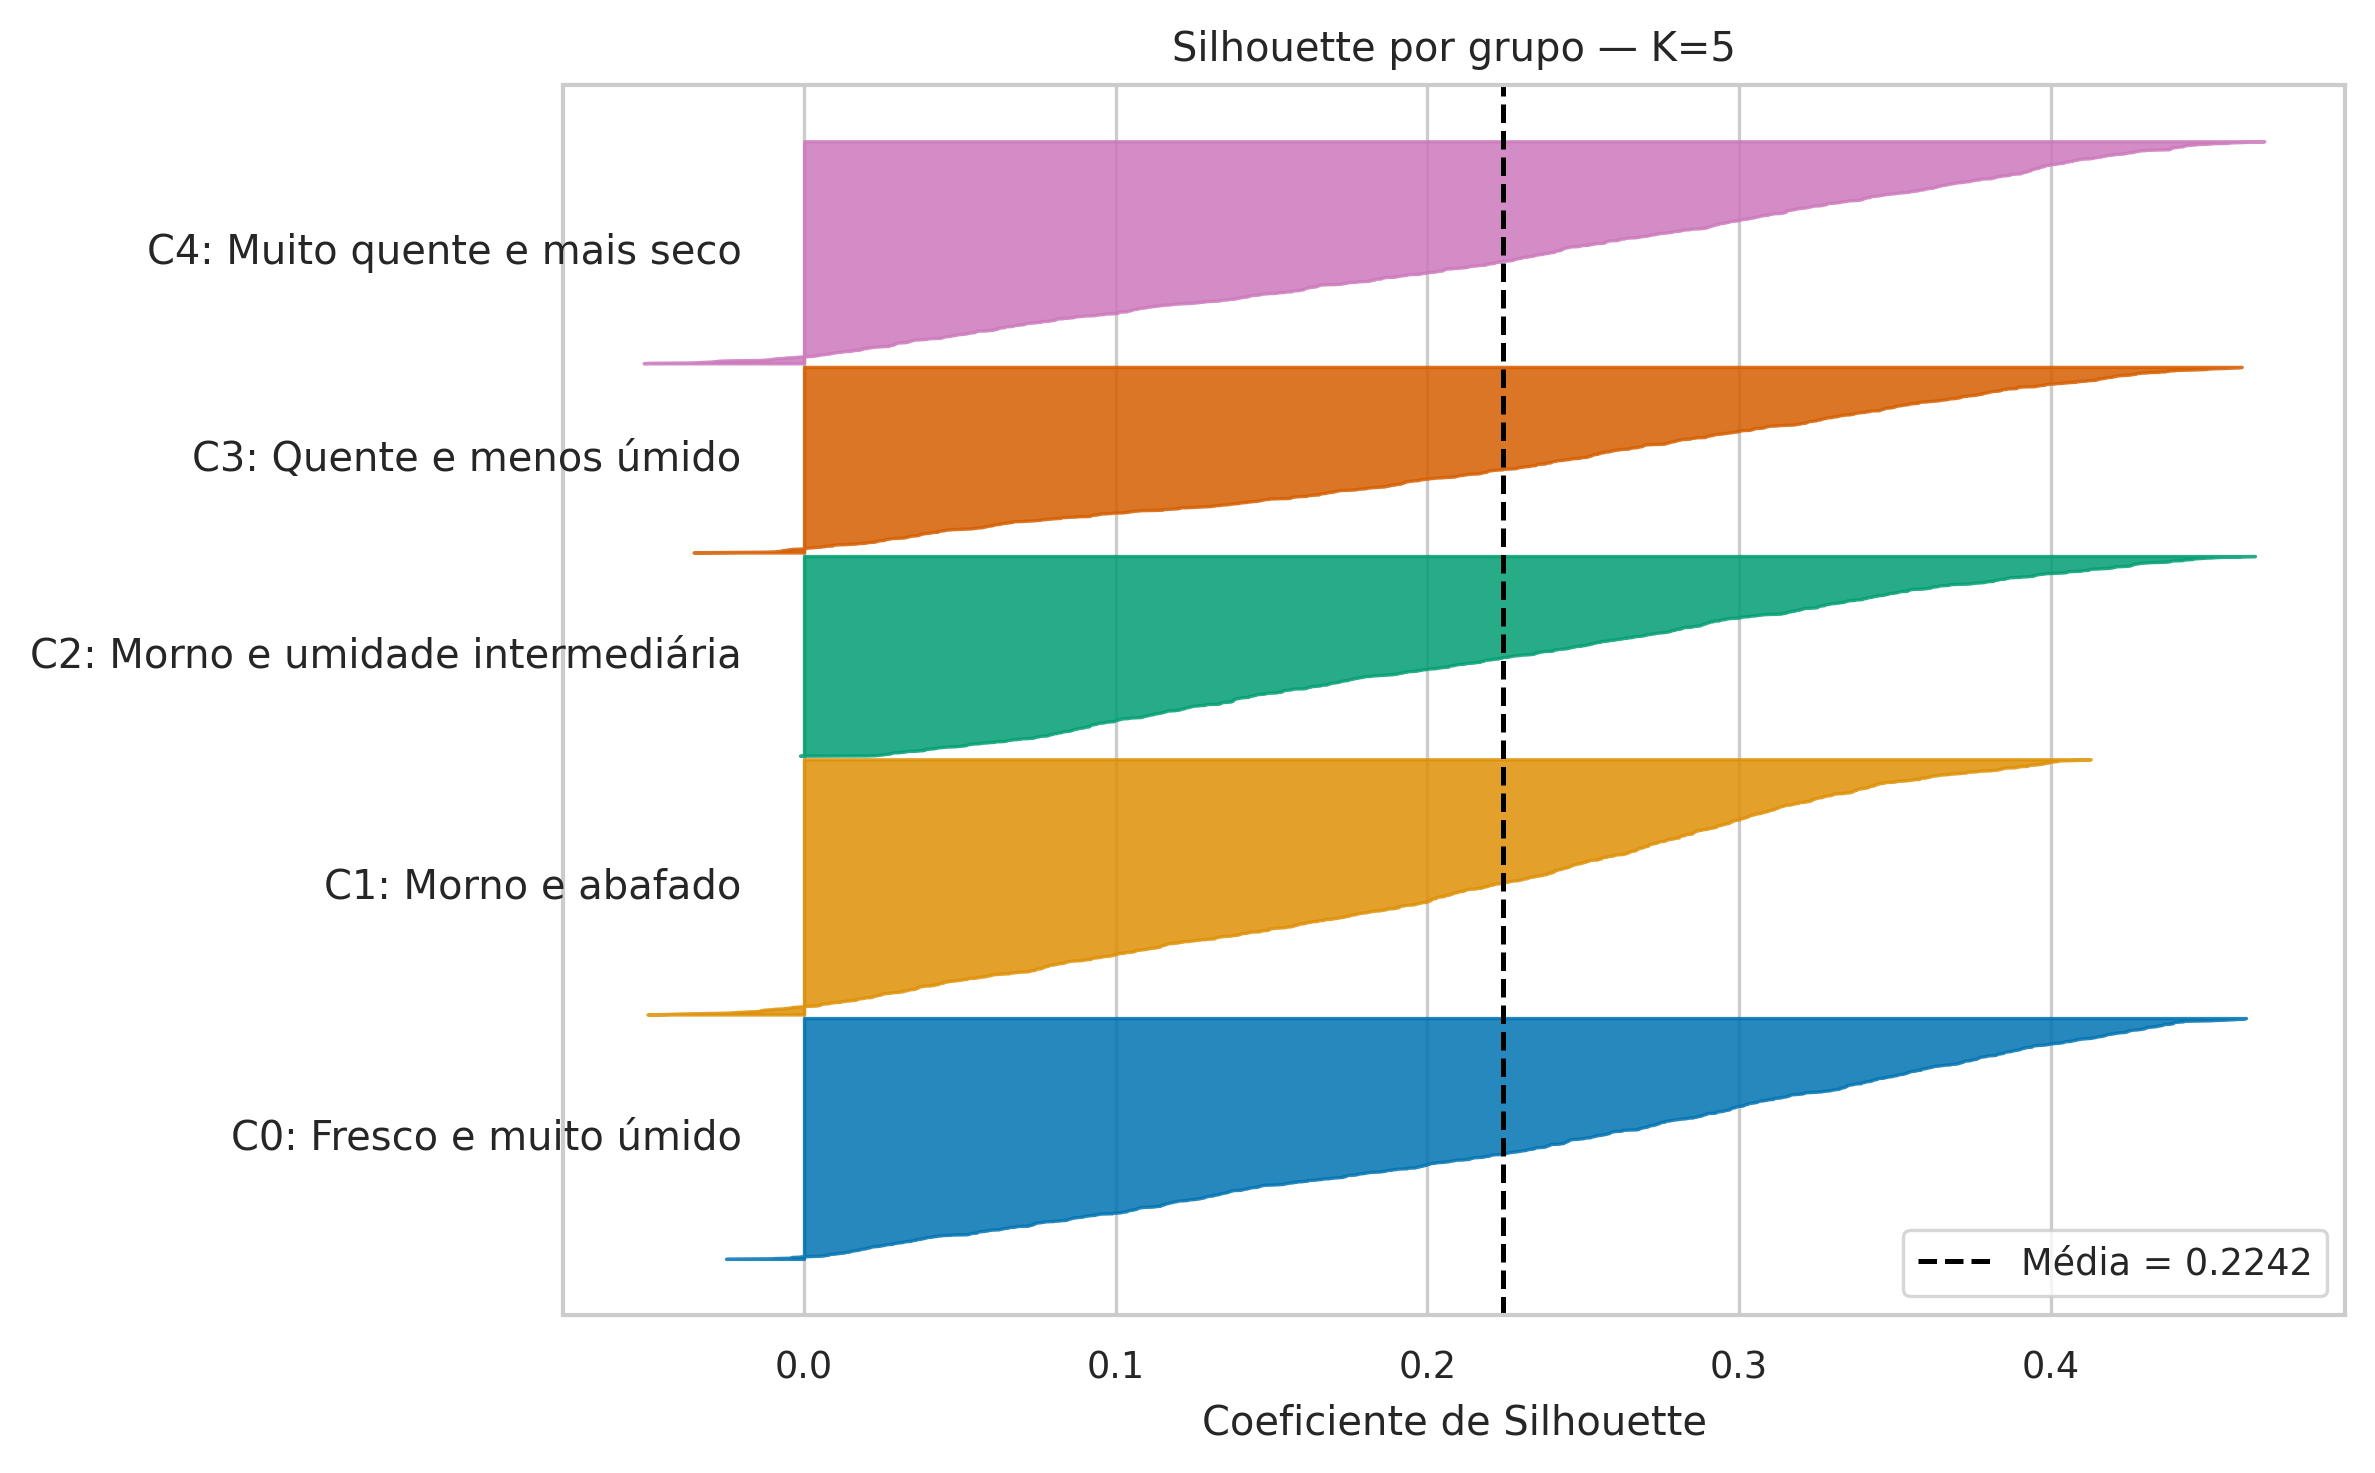 Silhouette por grupo — K=5
C4: Muito quente e mais seco
C3: Quente e menos úmido
C2: Morno e umidade intermediária
C1: Morno e abafado
C0: Fresco e muito úmido
Média = 0.2242
0.0 0.1 0.2 0.3 0.4
Coeficiente de Silhouette